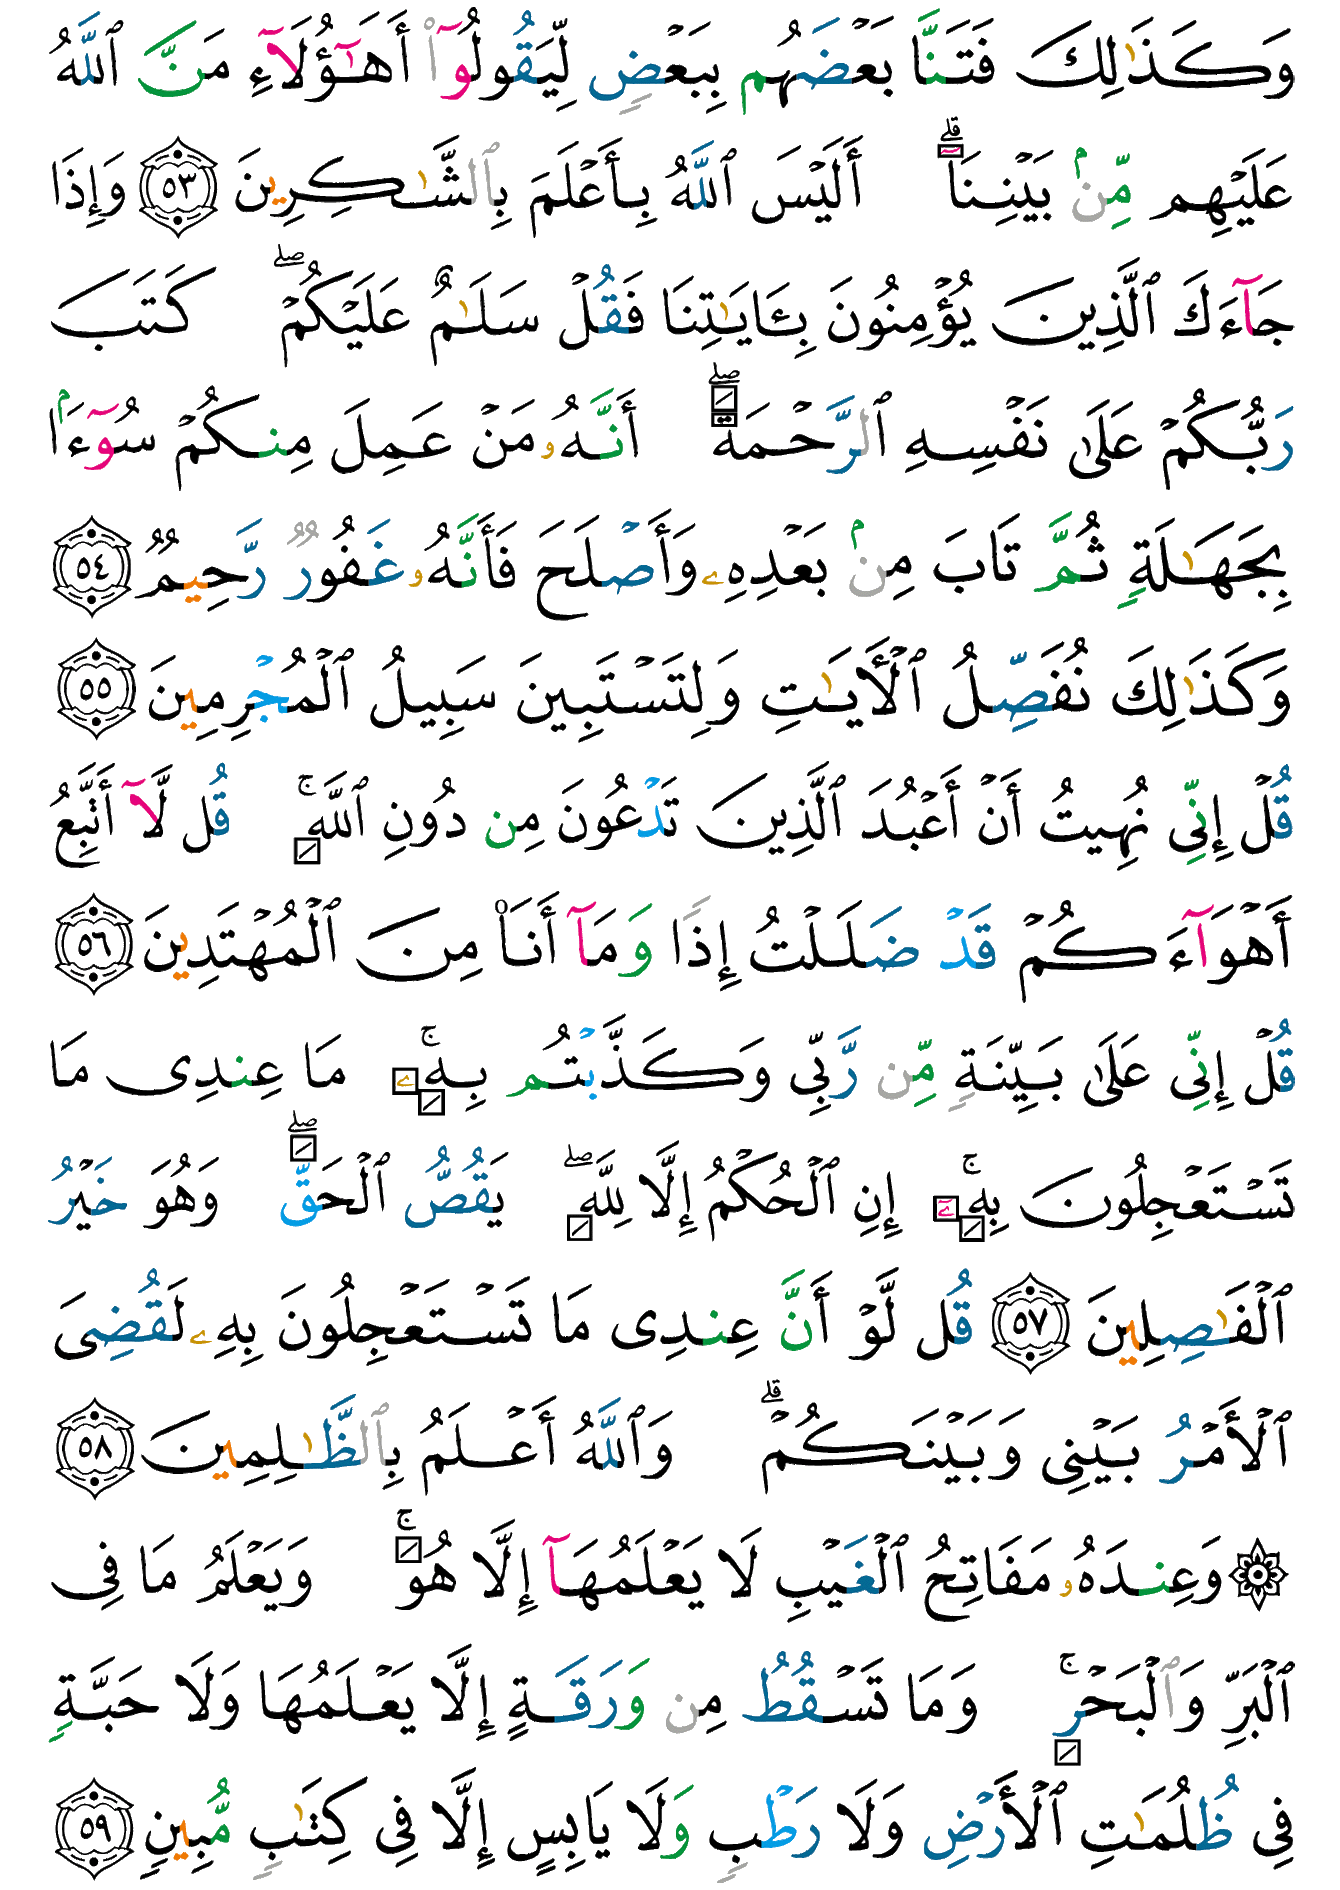 وَكَذَٰلِكَ فَتَنَّا بَعْضَهُم بِبَعْضٍ لِّيَقُولُوٓا۟ أَهَـٰٓؤُلَآءِ مَنَّ ٱللَّهُ
عَلَيْهِم مِّنۢ بَيْنِنَآ ۗ أَلَيْسَ ٱللَّهُ بِأَعْلَمَ بِٱلشَّـٰكِرِينَ ٥٣ وَإِذَا
جَآءَكَ ٱلَّذِينَ يُؤْمِنُونَ بِـَٔايَـٰتِنَا فَقُلْ سَلَـٰمٌ عَلَيْكُمْ ۖ كَتَبَ
رَبُّكُمْ عَلَىٰ نَفْسِهِ ٱلرَّحْمَةَ ۖ أَنَّهُۥ مَنْ عَمِلَ مِنكُمْ سُوٓءًۢا
بِجَهَـٰلَةٍ ثُمَّ تَابَ مِنۢ بَعْدِهِۦ وَأَصْلَحَ فَأَنَّهُۥ غَفُورٌ رَّحِيمٌ ٥٤
وَكَذَٰلِكَ نُفَصِّلُ ٱلْـَٔايَـٰتِ وَلِتَسْتَبِينَ سَبِيلُ ٱلْمُجْرِمِينَ ٥٥
قُلْ إِنِّى نُهِيتُ أَنْ أَعْبُدَ ٱلَّذِينَ تَدْعُونَ مِن دُونِ ٱللَّهِ ۚ قُل لَّآ أَتَّبِعُ
أَهْوَآءَكُمْ قَدْ ضَلَلْتُ إِذًا وَمَآ أَنَا۠ مِنَ ٱلْمُهْتَدِينَ ٥٦
قُلْ إِنِّى عَلَىٰ بَيِّنَةٍ مِّن رَّبِّى وَكَذَّبْتُم بِهِۦ ۚ مَا عِندِى مَا
تَسْتَعْجِلُونَ بِهِۦٓ ۚ إِنِ ٱلْحُكْمُ إِلَّا لِلَّهِ ۖ يَقُصُّ ٱلْحَقَّ ۖ وَهُوَ خَيْرُ
ٱلْفَـٰصِلِينَ ٥٧ قُل لَّوْ أَنَّ عِندِى مَا تَسْتَعْجِلُونَ بِهِۦ لَقُضِىَ
ٱلْأَمْرُ بَيْنِى وَبَيْنَكُمْ ۗ وَٱللَّهُ أَعْلَمُ بِٱلظَّـٰلِمِينَ ٥٨
۞ وَعِندَهُۥ مَفَاتِحُ ٱلْغَيْبِ لَا يَعْلَمُهَآ إِلَّا هُوَ ۚ وَيَعْلَمُ مَا فِى
ٱلْبَرِّ وَٱلْبَحْرِ ۚ وَمَا تَسْقُطُ مِن وَرَقَةٍ إِلَّا يَعْلَمُهَا وَلَا حَبَّةٍ
فِى ظُلُمَـٰتِ ٱلْأَرْضِ وَلَا رَطْبٍ وَلَا يَابِسٍ إِلَّا فِى كِتَـٰبٍ مُّبِينٍ ٥٩